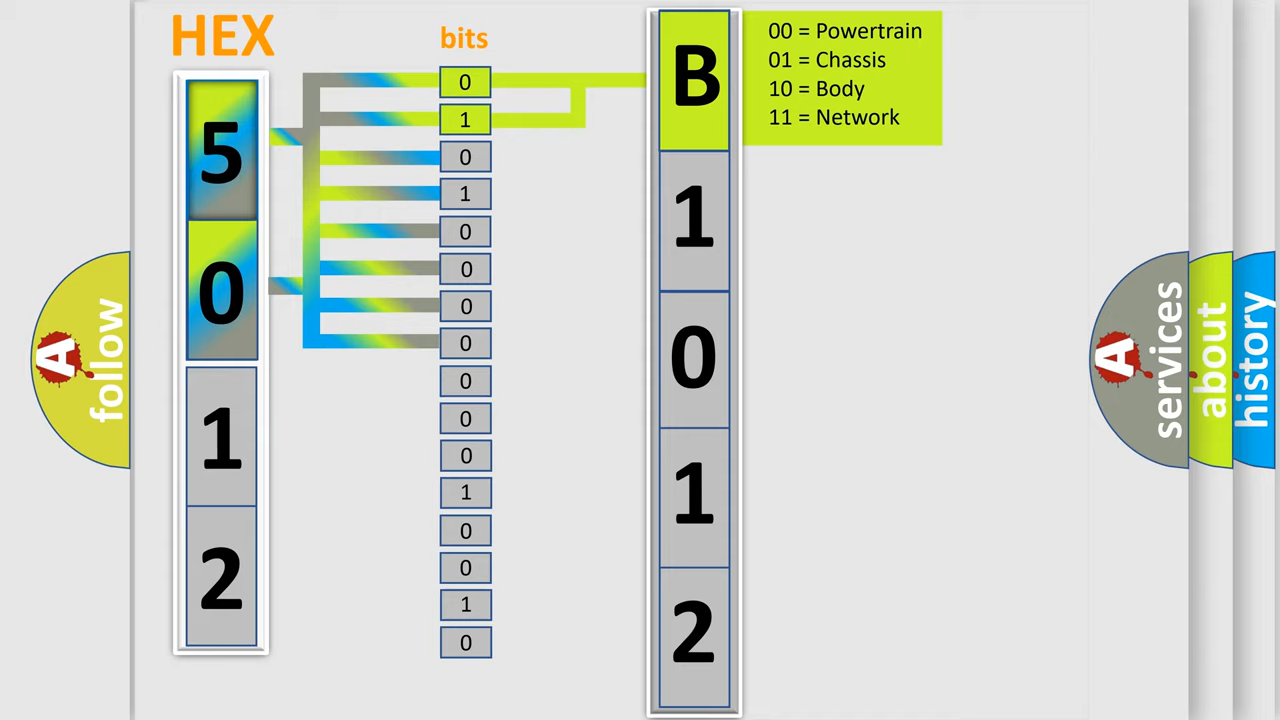 HEX
bits
5
0
1
2
0
1
0
1
0
0
0
0
0
0
0
1
0
0
1
0
B
1
0
1
2
00 = Powertrain
01 = Chassis
10 = Body
11 = Network
A
follow
A
services
about
history